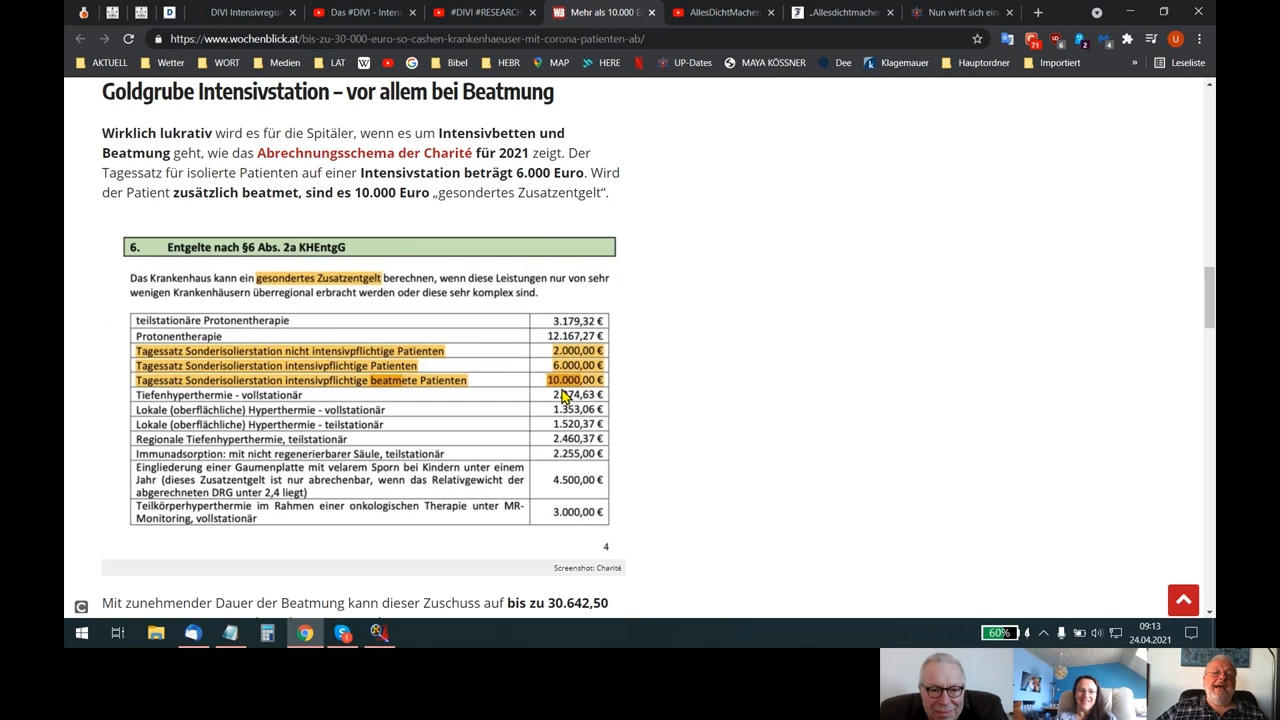 DIVI Intensivregist
Das #DIVI - Intens
#DIVI #RESEARCH
Mehr als 10.000 E
AllesDichtMachen
„Allesdichtmachen
Nun wirft sich eine
https://www.wochenblick.at/bis-zu-30-000-euro-so-cashen-krankenhaeuser-mit-corona-patienten-ab/
AKTUELL Wetter WORT Medien LAT Bibel HEBR MAP HERE UP-Dates MAYA KÖSSNER Dee Klagemauer Hauptordner Importiert » Leseliste
Goldgrube Intensivstation – vor allem bei Beatmung
Wirklich lukrativ wird es für die Spitäler, wenn es um Intensivbetten und
Beatmung geht, wie das Abrechnungsschema der Charité für 2021 zeigt. Der
Tagessatz für isolierte Patienten auf einer Intensivstation beträgt 6.000 Euro. Wird
der Patient zusätzlich beatmet, sind es 10.000 Euro „gesondertes Zusatzentgelt“.
6. Entgelte nach §6 Abs. 2a KHEntgG
Das Krankenhaus kann ein gesondertes Zusatzentgelt berechnen, wenn diese Leistungen nur von sehr
wenigen Krankenhäusern überregional erbracht werden oder diese sehr komplex sind.
teilstationäre Protonentherapie 3.179,32 €
Protonentherapie 12.167,27 €
Tagessatz Sonderisolierstation nicht intensivpflichtige Patienten 2.000,00 €
Tagessatz Sonderisolierstation intensivpflichtige Patienten 6.000,00 €
Tagessatz Sonderisolierstation intensivpflichtige beatmete Patienten 10.000,00 €
Tiefenhyperthermie - vollstationär
Lokale (oberflächliche) Hyperthermie - vollstationär 1.353,06 €
Lokale (oberflächliche) Hyperthermie - teilstationär 1.520,37 €
Regionale Tiefenhyperthermie, teilstationär 2.460,37 €
Immunadsorption: mit nicht regenerierbarer Säule, teilstationär 2.255,00 €
Eingliederung einer Gaumenplatte mit velarem Sporn bei Kindern unter einem
Jahr (dieses Zusatzentgelt ist nur abrechenbar, wenn das Relativgewicht der 4.500,00 €
abgerechneten DRG unter 2,4 liegt)
Teilkörperhyperthermie im Rahmen einer onkologischen Therapie unter MR- 3.000,00 €
Monitoring, vollstationär
4
Screenshot: Charité
Mit zunehmender Dauer der Beatmung kann dieser Zuschuss auf bis zu 30.642,50
60%
09:13
24.04.2021